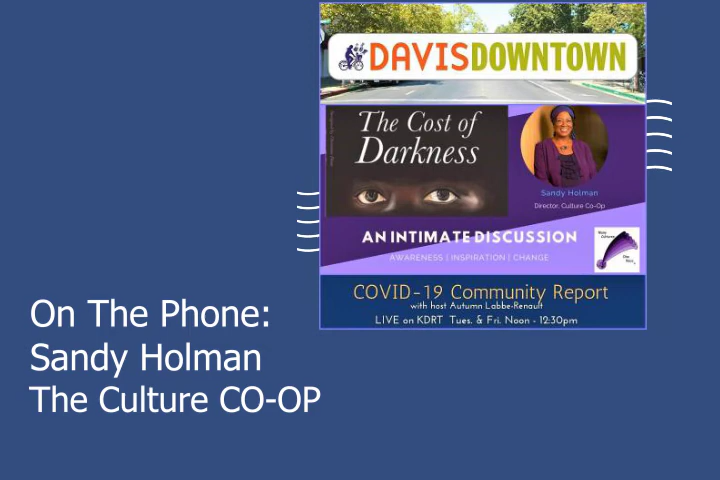 DAVISDOWNTOWN
The Cost of
Darkness
Sandy Holman
Director, Culture Co-Op
AN INTIMATE DISCUSSION
AWARENESS | INSPIRATION | CHANGE
COVID-19 Community Report
with host Autumn Labbe-Renault
LIVE on KDRT Tues. & Fri. Noon - 12:30pm
On The Phone:
Sandy Holman
The Culture CO-OP